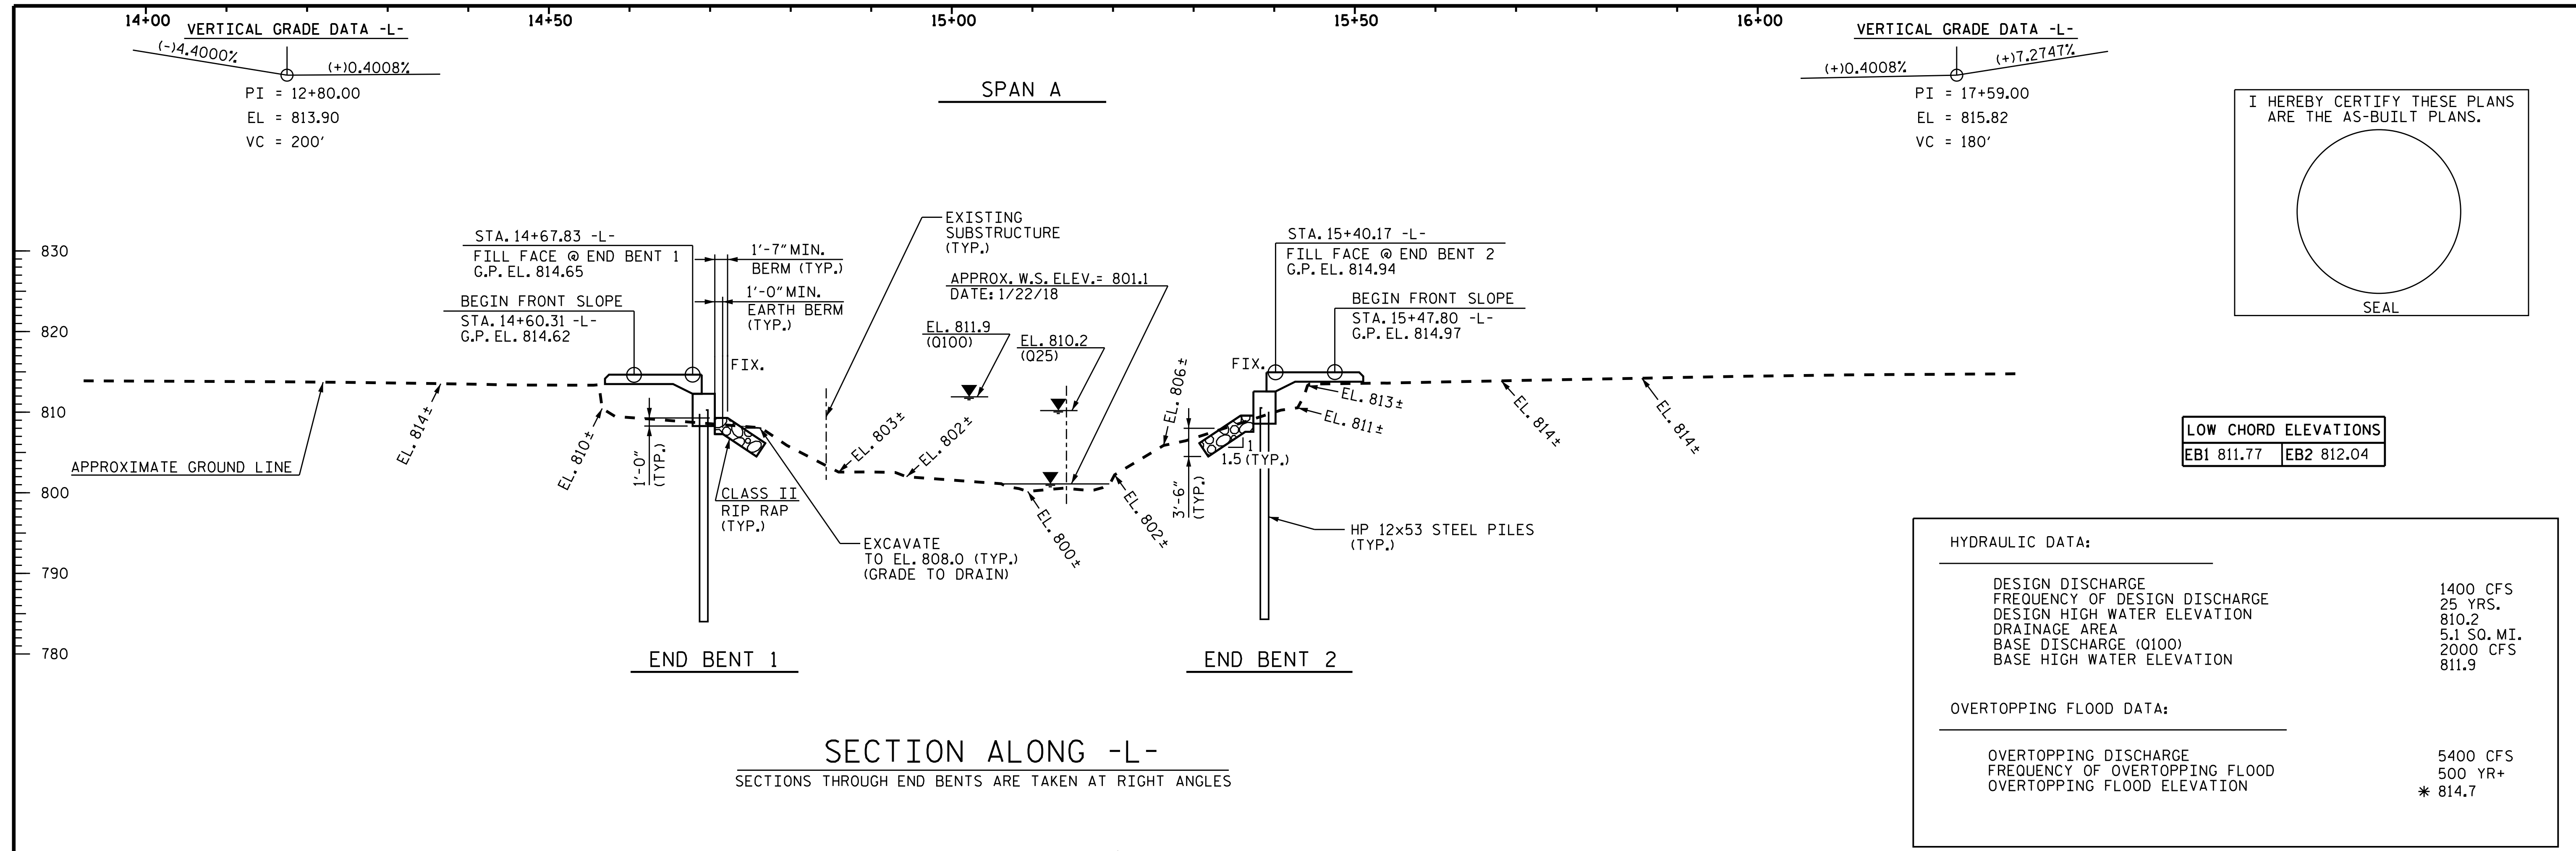 14+00
14+50
15+00
15+50
16+00
VERTICAL GRADE DATA -L-
(-)4.4000%
(+)0.4008%
PI = 12+80.00
EL = 813.90
VC = 200'
SPAN A
VERTICAL GRADE DATA -L-
(+)0.4008%
(+)7.2747%
PI = 17+59.00
EL = 815.82
VC = 180'
I HEREBY CERTIFY THESE PLANS
ARE THE AS-BUILT PLANS.
SEAL
830
820
810
800
790
780
STA. 14+67.83 -L-
FILL FACE @ END BENT 1
G.P. EL. 814.65
BEGIN FRONT SLOPE
STA. 14+60.31 -L-
G.P. EL. 814.62
1'-7" MIN.
BERM (TYP.)
1'-0" MIN.
EARTH BERM
(TYP.)
FIX.
EXISTING
SUBSTRUCTURE
(TYP.)
APPROX. W.S. ELEV.= 801.1
DATE: 1/22/18
EL. 811.9
(Q100)
EL. 810.2
(Q25)
STA. 15+40.17 -L-
FILL FACE @ END BENT 2
G.P. EL. 814.94
BEGIN FRONT SLOPE
STA. 15+47.80 -L-
G.P. EL. 814.97
FIX.
APPROXIMATE GROUND LINE
EL. 814±
EL. 810±
1'-0"
(TYP.)
CLASS II
RIP RAP
(TYP.)
EL. 803±
EL. 802±
EXCAVATE
TO EL. 808.0 (TYP.)
(GRADE TO DRAIN)
EL. 800±
EL. 802±
EL. 806±
3'-6"
(TYP.)
1
1.5 (TYP.)
EL. 813±
EL. 811±
EL. 814±
EL. 814±
HP 12x53 STEEL PILES
(TYP.)
END BENT 1
END BENT 2
LOW CHORD ELEVATIONS
EB1 811.77 EB2 812.04
HYDRAULIC DATA:
DESIGN DISCHARGE 1400 CFS
FREQUENCY OF DESIGN DISCHARGE 25 YRS.
DESIGN HIGH WATER ELEVATION 810.2
DRAINAGE AREA 5.1 SQ. MI.
BASE DISCHARGE (Q100) 2000 CFS
BASE HIGH WATER ELEVATION 811.9
OVERTOPPING FLOOD DATA:
OVERTOPPING DISCHARGE 5400 CFS
FREQUENCY OF OVERTOPPING FLOOD 500 YR+
OVERTOPPING FLOOD ELEVATION * 814.7
SECTION ALONG -L-
SECTIONS THROUGH END BENTS ARE TAKEN AT RIGHT ANGLES